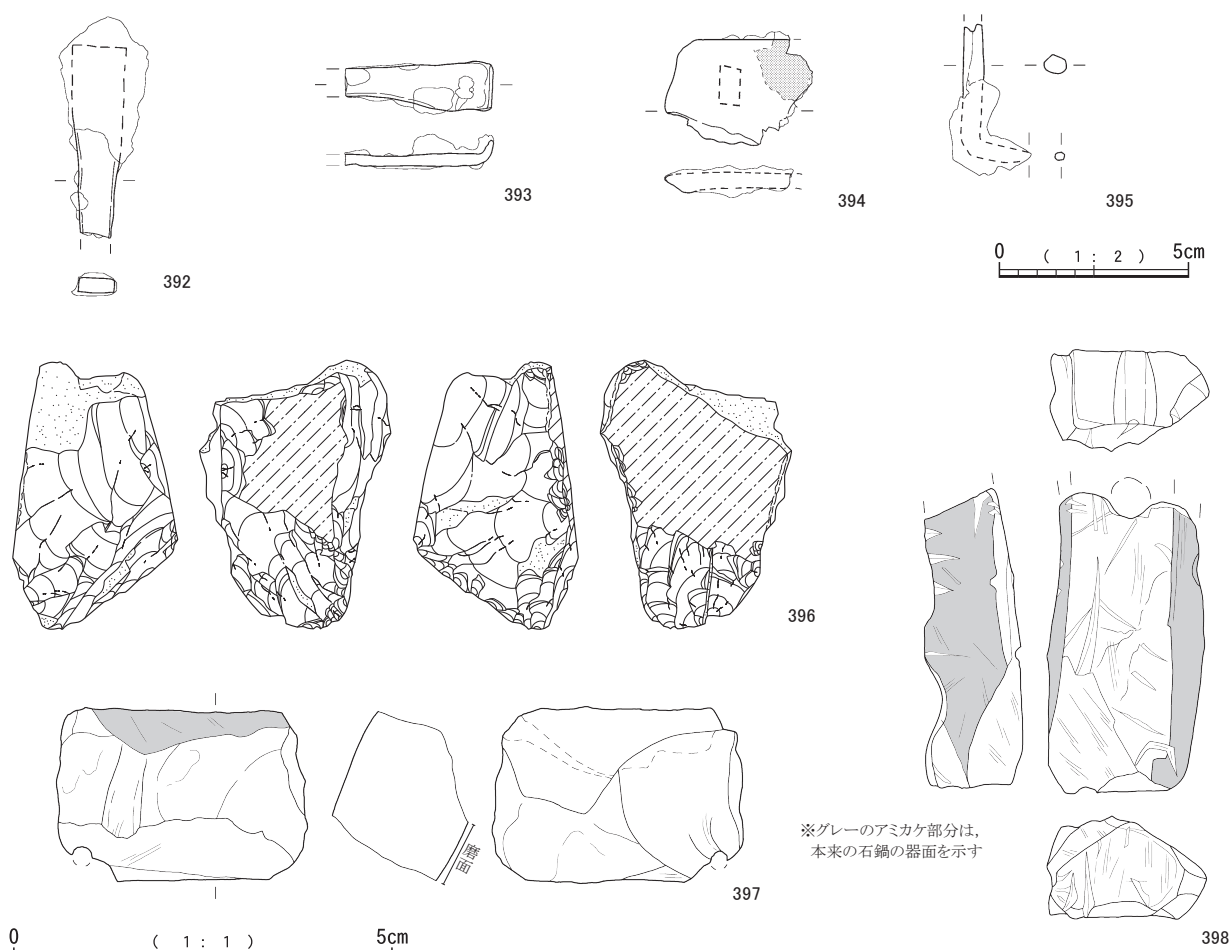 392
393
394
395
0 ( 1 : 2 ) 5cm
396
磨面
397
※グレーのアミカケ部分は,
本来の石鍋の器面を示す
398
0 ( 1 : 1 ) 5cm